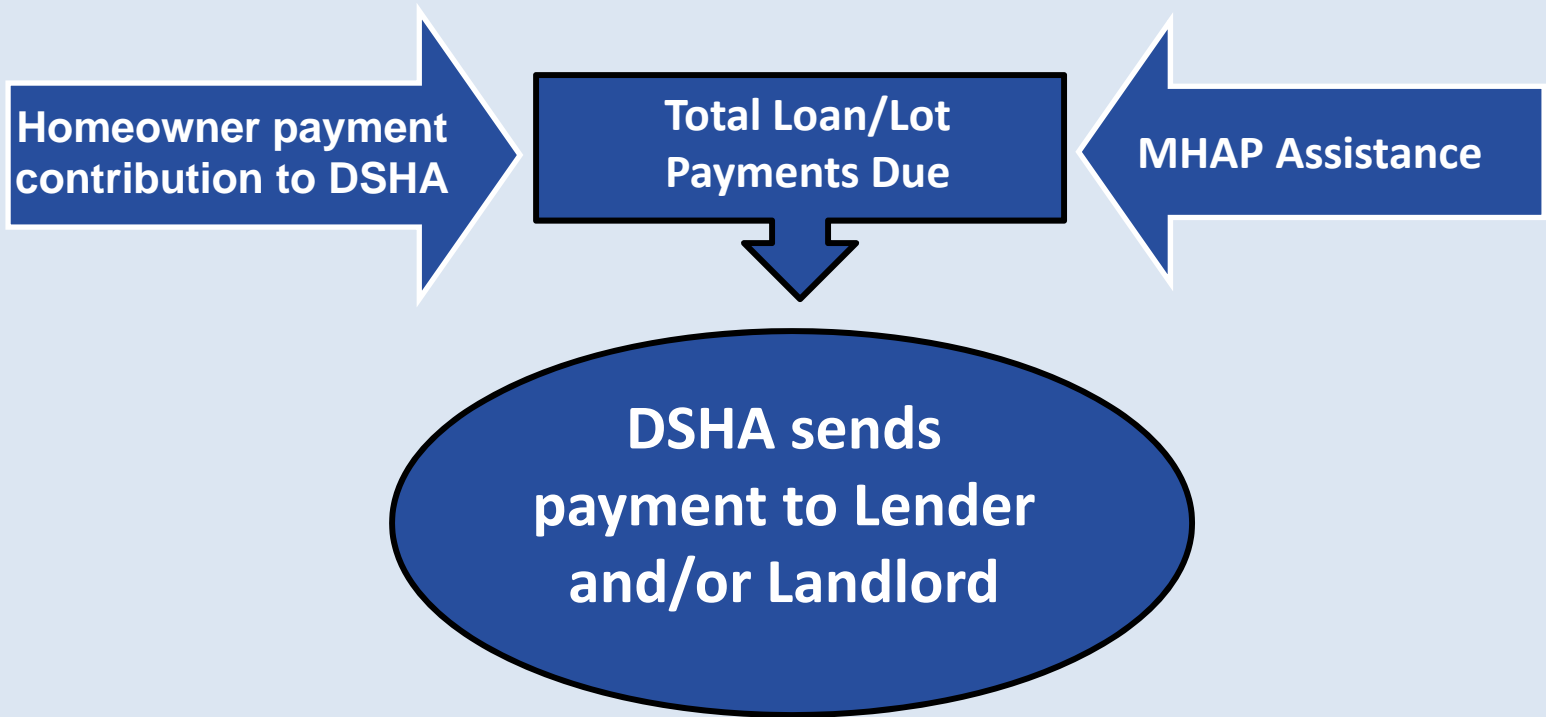 Homeowner payment
contribution to DSHA
Total Loan/Lot
Payments Due
MHAP Assistance
DSHA sends
payment to Lender
and/or Landlord